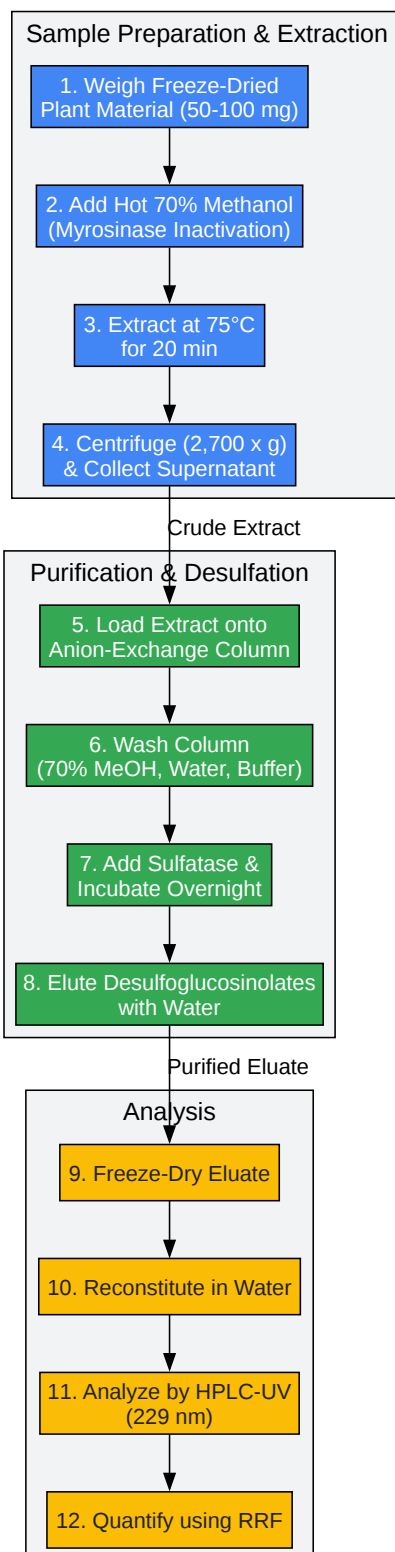 Sample Preparation & Extraction
1. Weigh Freeze-Dried
Plant Material (50-100 mg)
2. Add Hot 70% Methanol
(Myrosinase Inactivation)
3. Extract at 75°C
for 20 min
4. Centrifuge (2,700 x g)
& Collect Supernatant
Crude Extract
Purification & Desulfation
5. Load Extract onto
Anion-Exchange Column
6. Wash Column
(70% MeOH, Water, Buffer)
7. Add Sulfatase &
Incubate Overnight
8. Elute Desulfoglucosinolates
with Water
Purified Eluate
Analysis
9. Freeze-Dry Eluate
10. Reconstitute in Water
11. Analyze by HPLC-UV
(229 nm)
12. Quantify using RRF